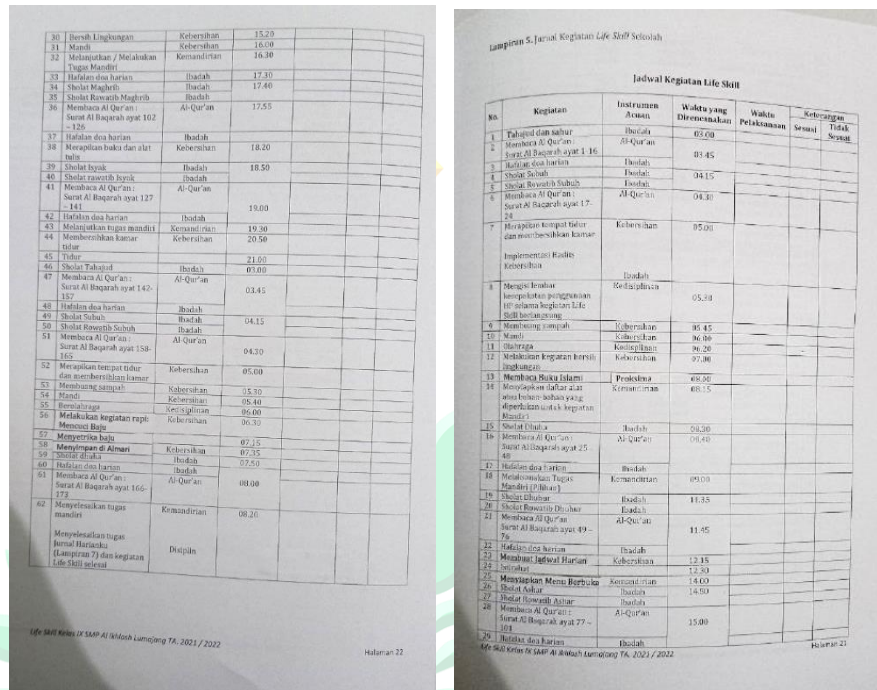 30 Bersih Lingkungan Kebersihan 15.20
31 Mandi Kebersihan 16.00
32 Melanjutkan / Melakukan Kemandirian 16.30
Tugas Mandiri
33 Hafalan doa harian Ibadah 17.30
34 Sholat Maghrib Ibadah 17.40
35 Sholat Rawatib Maghrib Ibadah
36 Membaca Al Qur'an : Al-Qur'an 17.55
Surat Al Baqarah ayat 102
– 126
37 Hafalan doa harian Ibadah
38 Merapikan buku dan alat Kebersihan 18.20
tulis
39 Sholat Isyak Ibadah 18.50
40 Sholat rawatib Isyok Ibadah
41 Membaca Al Qur'an : Al-Qur'an
Surat Al Baqarah ayat 127
– 141 19.00
42 Hafalan doa harian Ibadah
43 Melanjutkan tugas mandiri Kemandirian 19.30
44 Membersihkan kamar Kebersihan 20.50
tidur
45 Tidur 21.00
46 Sholat Tahajud Ibadah 03.00
47 Membaca Al Qur'an : Al-Qur'an
Surat Al Baqarah ayat 142- 03.45
157
48 Hafalan doa harian Ibadah
49 Sholat Subuh Ibadah 04.15
50 Sholat Rowatib Subuh Ibadah
51 Membaca Al Qur'an : Al-Qur'an
Surat Al Baqarah ayat 158- 04.30
165
52 Merapikan tempat tidur Kebersihan 05.00
dan membersihkan kamar
53 Membuang sampah Kebersihan 05.30
54 Mandi Kebersihan 05.40
55 Berolahraga Kedisiplinan 06.00
56 Melakukan kegiatan rapi: Kebersihan 06.30
Mencuci Baju
57 Menyetrika baju 07.15
58 Menyimpan di Almari Kebersihan 07.35
59 Sholat dhuha Ibadah 07.50
60 Hafalan doa harian Ibadah
61 Membaca Al Qur'an : Al-Qur'an 08.00
Surat Al Baqarah ayat 166-
173
62 Menyelesaikan tugas Kemandirian 08.20
mandiri
Menyelesaikan tugas
Jurnal Harianku Disiplin
(Lampiran 7) dan kegiatan
Life Skill selesai
Life Skill Kelas IX SMP Al Ikhlash Lumajang TA. 2021 / 2022
Halaman 22
Lampiran 5. Jurnal Kegiatan Life Skill Sekolah
Jadwal Kegiatan Life Skill
No. Kegiatan Instrumen Acuan Waktu yang Direncanakan Waktu Pelaksanaan Keterangan
Sesuai Tidak Sesuai
1 Tahajud dan sahur Ibadah 03.00
2 Membaca Al Qur'an : Al-Qur'an
Surat Al Baqarah ayat 1-16 03.45
3 Hafalan doa harian Ibadah
4 Sholat Subuh Ibadah 04.15
5 Sholat Rowatib Subuh Ibadah
6 Membaca Al Qur'an : Al-Qur'an 04.30
Surat Al Baqarah ayat 17-
24
7 Merapikan tempat tidur Kebersihan 05.00
dan membersihkan kamar
Implementasi Hadits
Kebersihan
Ibadah
8 Mengisi lembar Kedisiplinan
kesepakatan penggunaan 05.30
HP selama kegiatan Life
Skill berlangsung
9 Membuang sampah Kebersihan 05.45
10 Mandi Kebersihan 06.00
11 Olahraga Kedisplinan 06.20
12 Melakukan kegiatan bersih Kebersihan 07.00
lingkungan
13 Membaca Buku Islami Proksima 08.00
14 Menyiapkan daftar alat Kemandirian 08.15
atau bahan-bahan yang
diperlukan untuk kegiatan
Mandiri
15 Sholat Dhuha Ibadah 08.30
16 Membaca Al Qur'an : Al-Qur'an 08.40
Surat Al Baqarah ayat 25 -
48
17 Hafalan doa harian Ibadah
18 Melaksanakan Tugas Kemandirian 09.00
Mandiri (Pilihan)
19 Sholat Dhuhur Ibadah 11.35
20 Sholat Rowatib Dhuhur Ibadah
21 Membaca Al Qur'an Al-Qur'an
Surat Al Baqarah ayat 49 – 11.45
76
22 Hafalan doa harian Ibadah
23 Membuat Jadwal Harian Kebersihan 12.15
24 Istirahat 12.30
25 Menyiapkan Menu Berbuka Kemandirian 14.00
26 Sholat Ashar Ibadah 14.50
27 Sholat Rowatib Ashar Ibadah
28 Membaca Al Qur'an : Al-Qur'an
Surat Al Baqarah ayat 77 – 15.00
101
29 Hafalan doa harian Ibadah
Life Skill Kelas IX SMP Al Ikhlash Lumajang TA. 2021 / 2022
Halaman 21